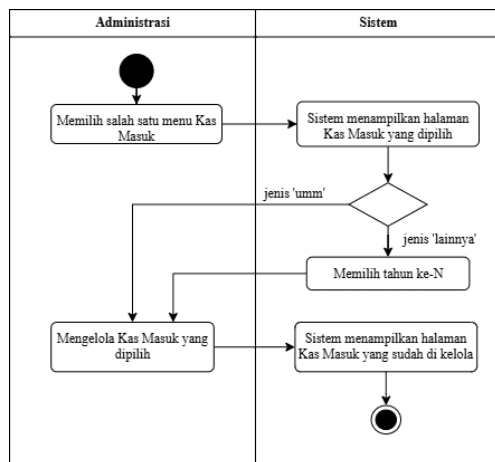 Administrasi
Sistem
Memilih salah satu menu Kas
Masuk
Sistem menampilkan halaman
Kas Masuk yang dipilih
jenis 'umm'
jenis 'lainnya'
Memilih tahun ke-N
Mengelola Kas Masuk yang
dipilih
Sistem menampilkan halaman
Kas Masuk yang sudah di kelola